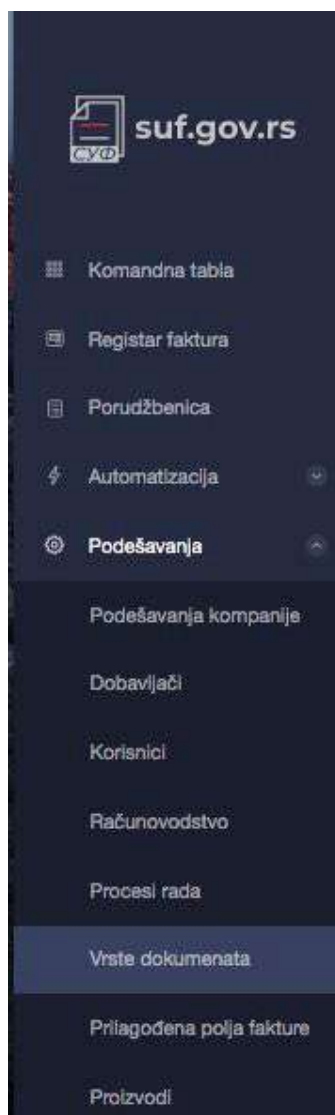 СУФ
suf.gov.rs
Komandna tabla
Registar faktura
Porudžbenica
Automatizacija
Podešavanja
Podešavanja kompanije
Dobavljači
Korisnici
Računovodstvo
Procesi rada
Vrste dokumenata
Prilagođena polja fakture
Proizvodi